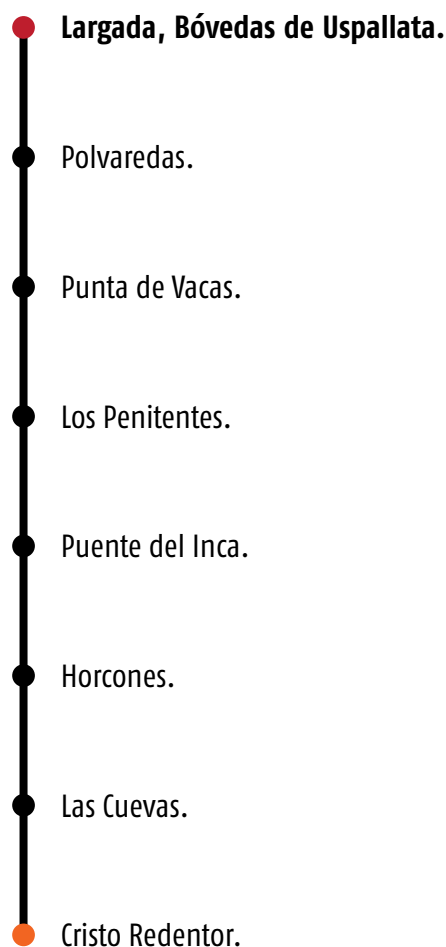 Largada, Bóvedas de Uspallata.
Polvaredas.
Punta de Vacas.
Los Penitentes.
Puente del Inca.
Horcones.
Las Cuevas.
Cristo Redentor.